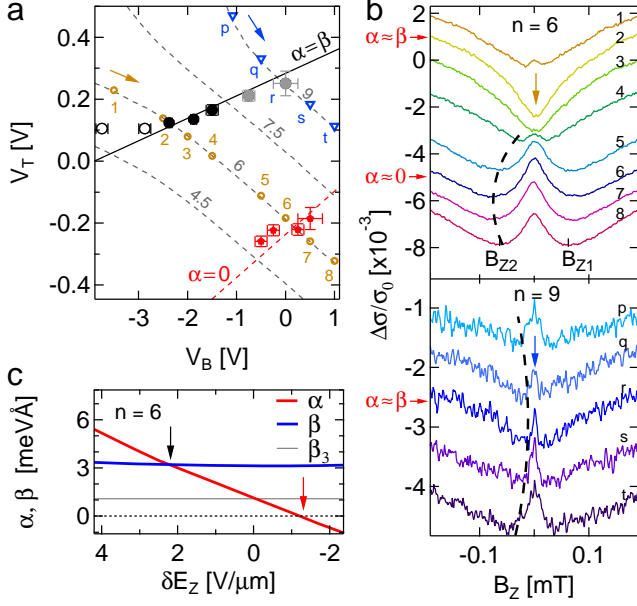 a
0.4
0.2
0.0
-0.2
-0.4
V_T [V]
-3
-2
-1
0
1
V_B [V]
p
q
r
s
t
α=β
9
7.5
6
4.5
1
2
3
4
5
6
7
8
α=0
b
n = 6
2
0
-2
-4
-6
-8
α≈β
α≈0
1
2
3
4
5
6
7
8
B_Z2
B_Z1
Δσ/σ_0 [x10^-3]
n = 9
-1
-2
-3
-4
α≈β
p
q
r
s
t
-0.1
0.0
0.1
B_Z [mT]
c
n = 6
α
β
β_3
6
3
0
α, β [meVÅ]
4
2
0
-2
δE_Z [V/μm]